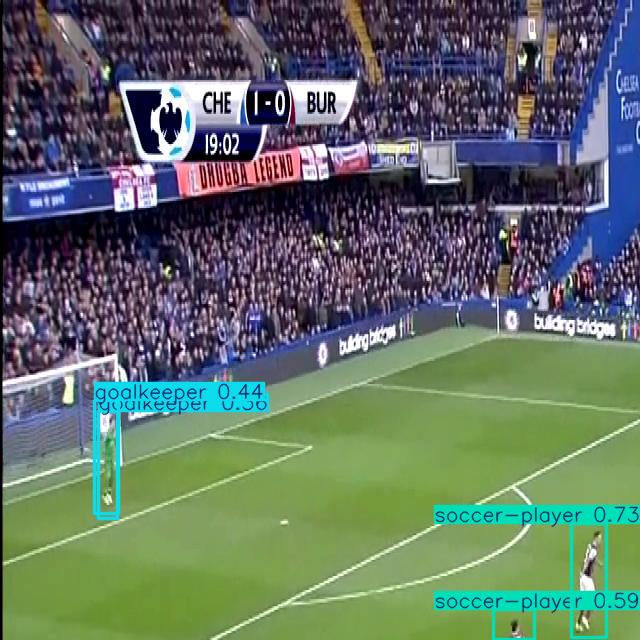 CHE 1-0 BUR
19:02
DROGBA LEGEND
CHELSEA
building bridges
building bridges
goalkeeper 0.44
goalkeeper 0.36
soccer-player 0.73
soccer-player 0.59